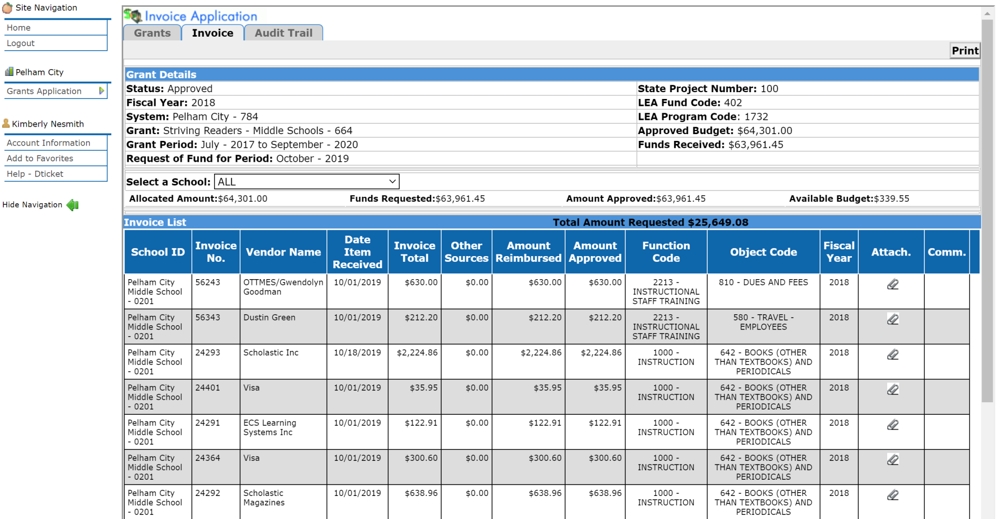 Site Navigation
Home
Logout
Pelham City
Grants Application
Kimberly Nesmith
Account Information
Add to Favorites
Help - Dticket
Hide Navigation
Invoice Application
Grants Invoice Audit Trail
Print
Grant Details
Status: Approved State Project Number: 100
Fiscal Year: 2018 LEA Fund Code: 402
System: Pelham City - 784 LEA Program Code: 1732
Grant: Striving Readers - Middle Schools - 664 Approved Budget: $64,301.00
Grant Period: July - 2017 to September - 2020 Funds Received: $63,961.45
Request of Fund for Period: October - 2019
Select a School: ALL
Allocated Amount:$64,301.00 Funds Requested:$63,961.45 Amount Approved:$63,961.45 Available Budget:$339.55
Invoice List Total Amount Requested $25,649.08
School ID
Invoice
No.
Vendor Name
Date
Item
Received
Invoice
Total
Other
Sources
Amount
Reimbursed
Amount
Approved
Function
Code
Object Code
Fiscal
Year
Attach.
Comm.
Pelham City 56243 OTTMES/Gwendolyn 10/01/2019 $630.00 $0.00 $630.00 $630.00 2213 - 810 - DUES AND FEES 2018
Middle School Goodman INSTRUCTIONAL
- 0201 STAFF TRAINING
Pelham City 56343 Dustin Green 10/01/2019 $212.20 $0.00 $212.20 $212.20 2213 - 580 - TRAVEL - 2018
Middle School INSTRUCTIONAL EMPLOYEES
- 0201 STAFF TRAINING
Pelham City 24293 Scholastic Inc 10/18/2019 $2,224.86 $0.00 $2,224.86 $2,224.86 1000 - 642 - BOOKS (OTHER 2018
Middle School INSTRUCTION THAN TEXTBOOKS) AND
- 0201 PERIODICALS
Pelham City 24401 Visa 10/01/2019 $35.95 $0.00 $35.95 $35.95 1000 - 642 - BOOKS (OTHER 2018
Middle School INSTRUCTION THAN TEXTBOOKS) AND
- 0201 PERIODICALS
Pelham City 24291 ECS Learning 10/01/2019 $122.91 $0.00 $122.91 $122.91 1000 - 642 - BOOKS (OTHER 2018
Middle School Systems Inc INSTRUCTION THAN TEXTBOOKS) AND
- 0201 PERIODICALS
Pelham City 24364 Visa 10/01/2019 $300.60 $0.00 $300.60 $300.60 1000 - 642 - BOOKS (OTHER 2018
Middle School INSTRUCTION THAN TEXTBOOKS) AND
- 0201 PERIODICALS
Pelham City 24292 Scholastic 10/01/2019 $638.96 $0.00 $638.96 $638.96 1000 - 642 - BOOKS (OTHER 2018
Middle School Magazines INSTRUCTION THAN TEXTBOOKS) AND
- 0201 PERIODICALS